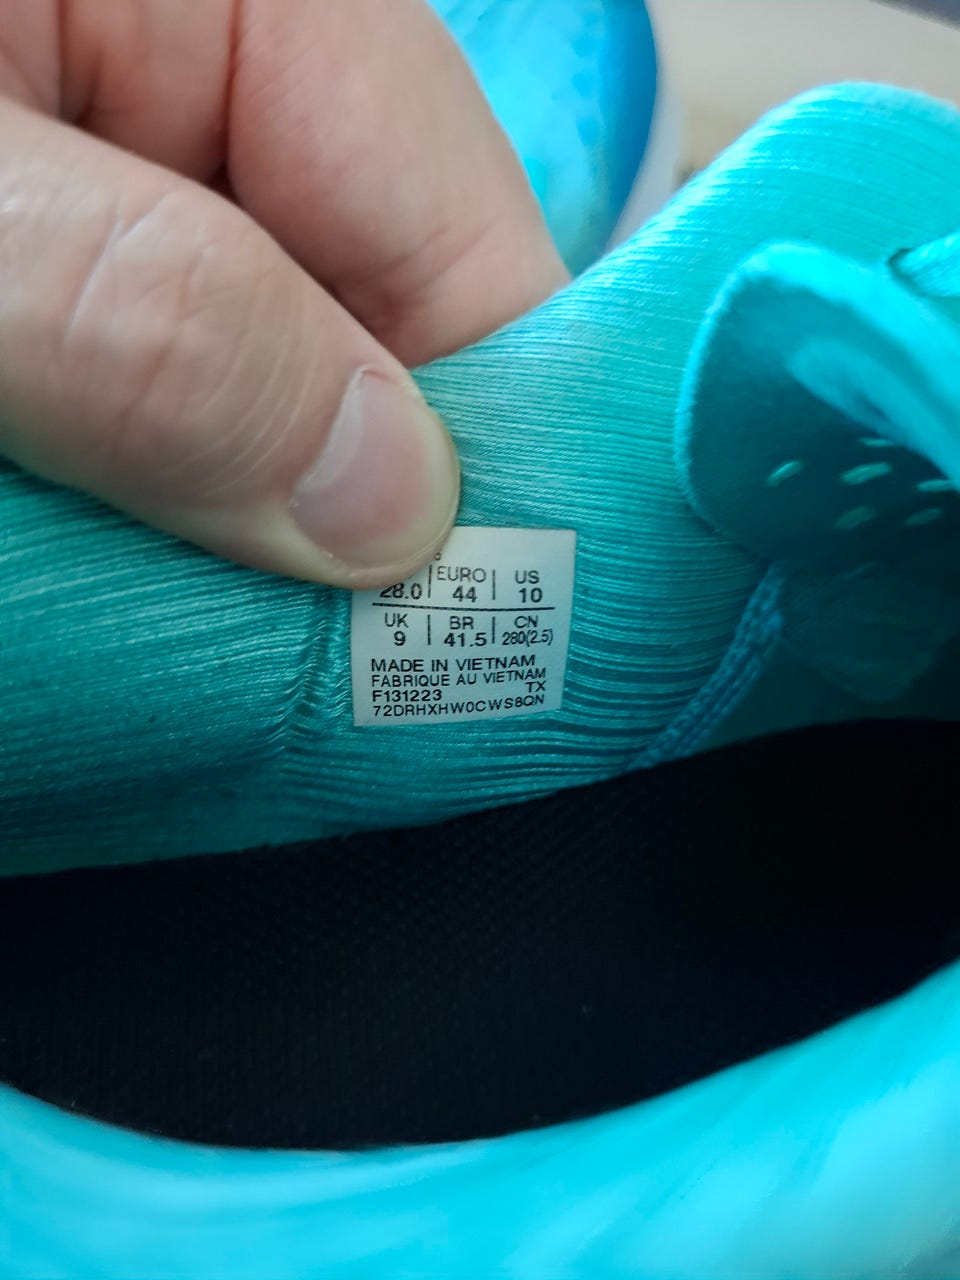 28.0 | EURO 44 | US 10
UK 9 | BR 41.5 | CN 280(2.5)
MADE IN VIETNAM
FABRIQUE AU VIETNAM
F131223 TX
72DRHXHW0CWS8QN